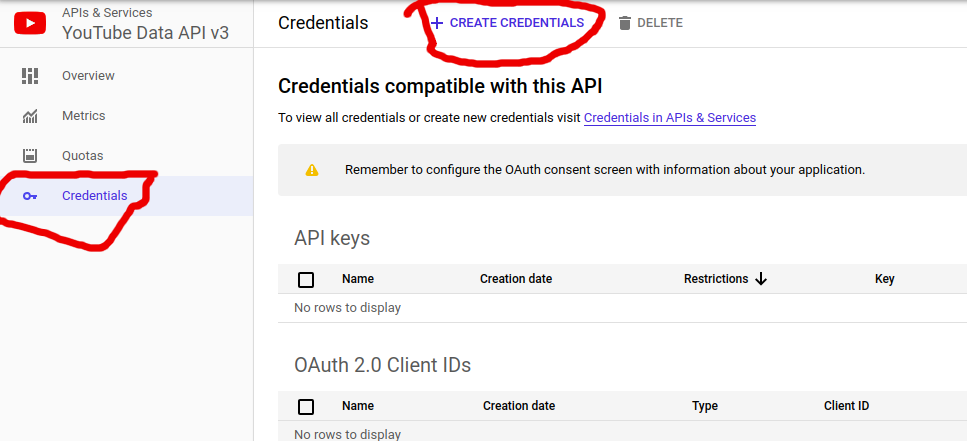 APIs & Services
YouTube Data API v3
Overview
Metrics
Quotas
Credentials
Credentials
CREATE CREDENTIALS
DELETE
Credentials compatible with this API
To view all credentials or create new credentials visit Credentials in APIs & Services
Remember to configure the OAuth consent screen with information about your application.
API keys
Name Creation date Restrictions Key
No rows to display
OAuth 2.0 Client IDs
Name Creation date Type Client ID
No rows to display